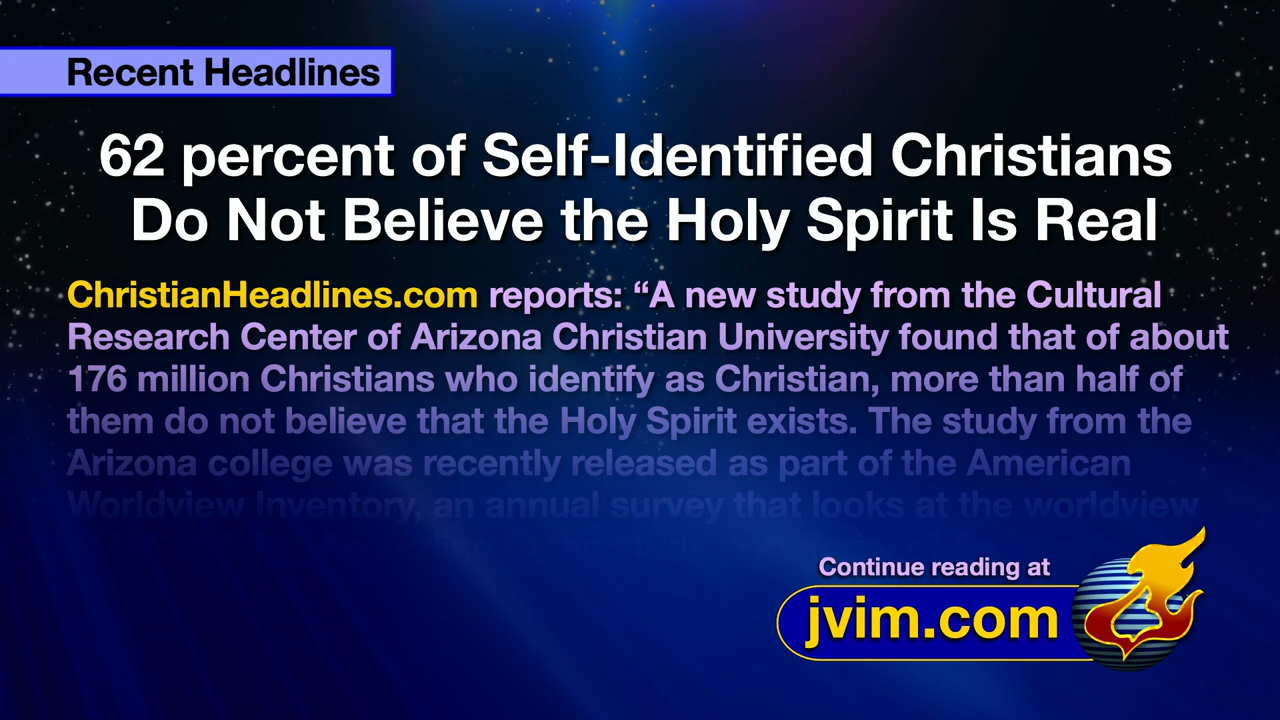 Recent Headlines
62 percent of Self-Identified Christians
Do Not Believe the Holy Spirit Is Real
ChristianHeadlines.com reports: “A new study from the Cultural
Research Center of Arizona Christian University found that of about
176 million Christians who identify as Christian, more than half of
them do not believe that the Holy Spirit exists. The study from the
Arizona college was recently released as part of the American
Worldview Inventory, an annual survey that looks at the worldview
Continue reading at
jvim.com